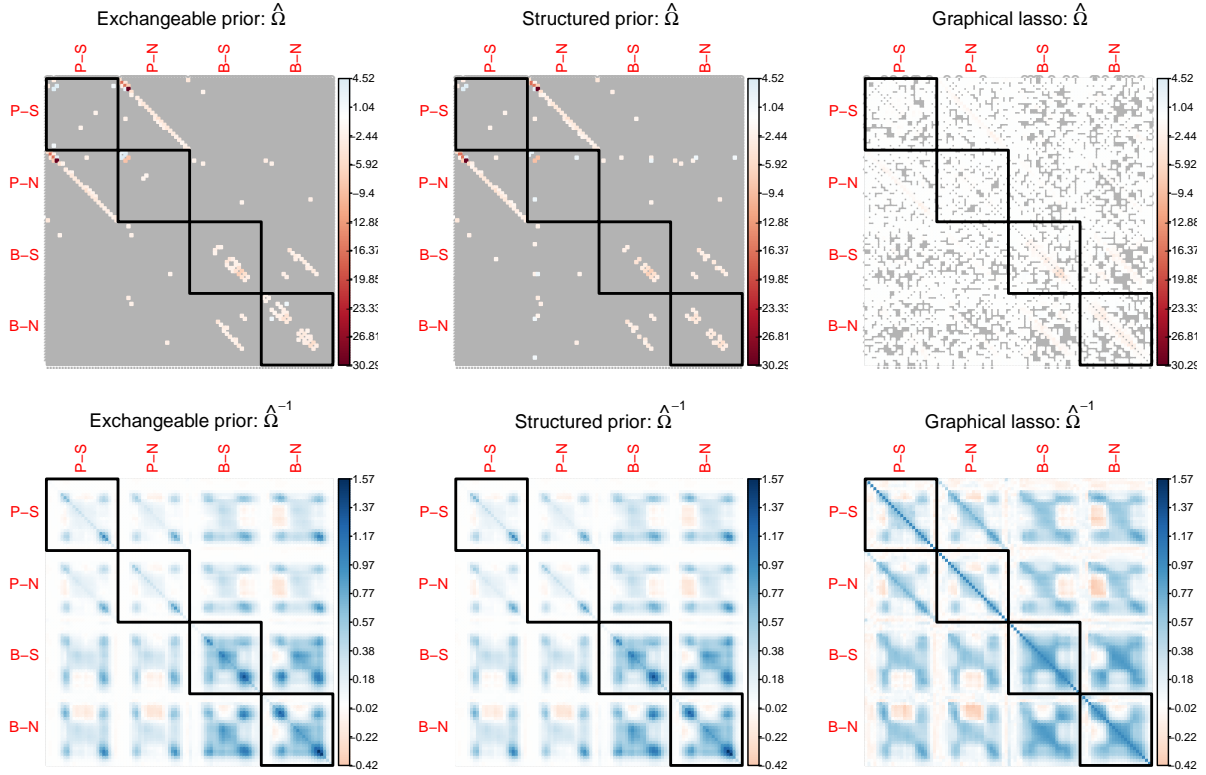 Exchangeable prior: Ω̂
Structured prior: Ω̂
Graphical lasso: Ω̂
P−S P−N B−S B−N
P−S P−N B−S B−N
P−S P−N B−S B−N
P−S
P−N
B−S
B−N
4.52
1.04
-2.44
-5.92
-9.4
-12.88
-16.37
-19.85
-23.33
-26.81
-30.29
P−S
P−N
B−S
B−N
4.52
1.04
-2.44
-5.92
-9.4
-12.88
-16.37
-19.85
-23.33
-26.81
-30.29
P−S
P−N
B−S
B−N
4.52
1.04
-2.44
-5.92
-9.4
-12.88
-16.37
-19.85
-23.33
-26.81
-30.29
Exchangeable prior: Ω̂⁻¹
Structured prior: Ω̂⁻¹
Graphical lasso: Ω̂⁻¹
P−S P−N B−S B−N
P−S P−N B−S B−N
P−S P−N B−S B−N
P−S
P−N
B−S
B−N
1.57
1.37
1.17
0.97
0.77
0.57
0.38
0.18
-0.02
-0.22
-0.42
P−S
P−N
B−S
B−N
1.57
1.37
1.17
0.97
0.77
0.57
0.38
0.18
-0.02
-0.22
-0.42
P−S
P−N
B−S
B−N
1.57
1.37
1.17
0.97
0.77
0.57
0.38
0.18
-0.02
-0.22
-0.42